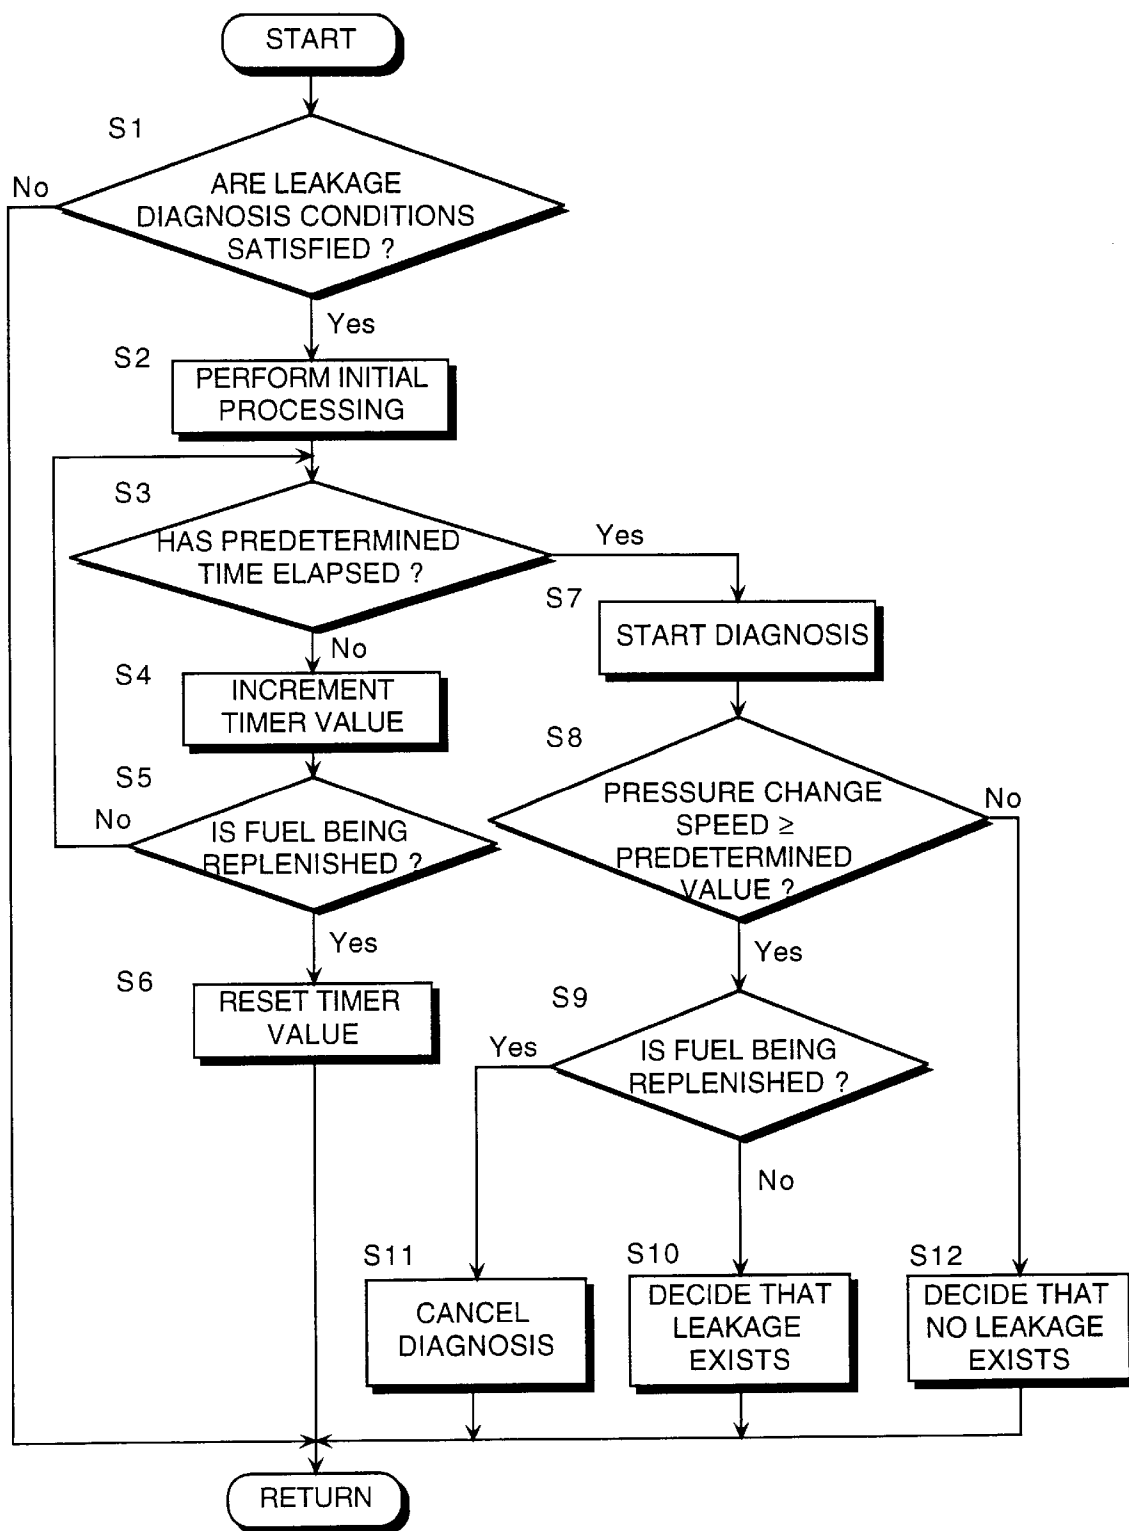 START
S1
No
ARE LEAKAGE
DIAGNOSIS CONDITIONS
SATISFIED ?
Yes
S2
PERFORM INITIAL
PROCESSING
S3
HAS PREDETERMINED
TIME ELAPSED ?
Yes
No
S4
INCREMENT
TIMER VALUE
S5
No
IS FUEL BEING
REPLENISHED ?
Yes
S6
RESET TIMER
VALUE
S7
START DIAGNOSIS
S8
PRESSURE CHANGE
SPEED ≥
PREDETERMINED
VALUE ?
No
Yes
S9
Yes
IS FUEL BEING
REPLENISHED ?
No
S11
CANCEL
DIAGNOSIS
S10
DECIDE THAT
LEAKAGE
EXISTS
S12
DECIDE THAT
NO LEAKAGE
EXISTS
RETURN